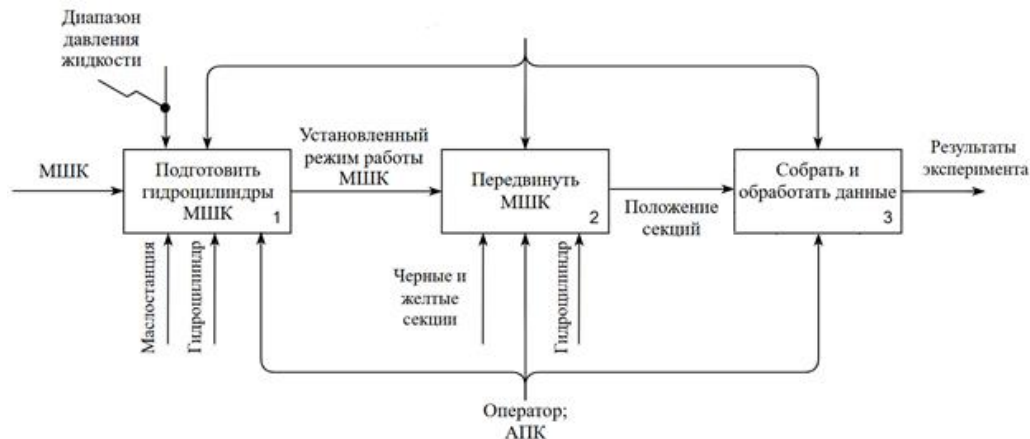 Диапазон
давления
жидкости
МШК
Подготовить
гидроцилиндры
МШК
1
Установленный
режим работы
МШК
Передвинуть
МШК
2
Положение
секций
Собрать и
обработать данные
3
Результаты
эксперимента
Маслостанция
Гидроцилиндр
Черные и
желтые
секции
Гидроцилиндр
Оператор;
АПК